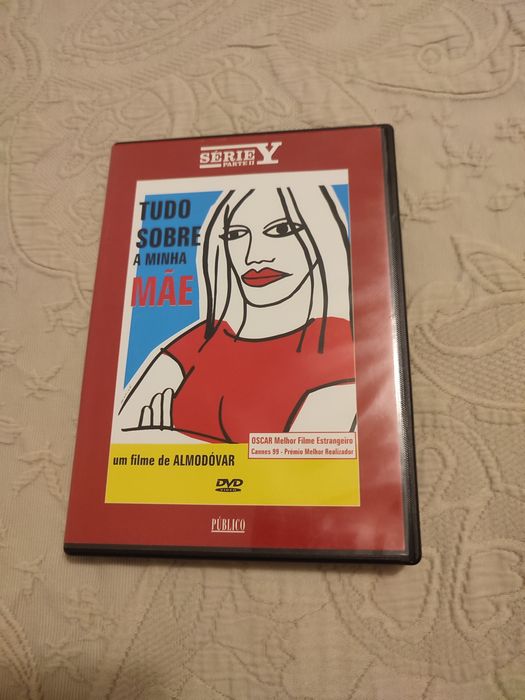 SÉRIE Y
PARTE II
TUDO
SOBRE
A MINHA
MÃE
OSCAR Melhor Filme Estrangeiro
Cannes 99 - Prémio Melhor Realizador
um filme de ALMODÓVAR
DVD
VIDEO
PÚBLICO